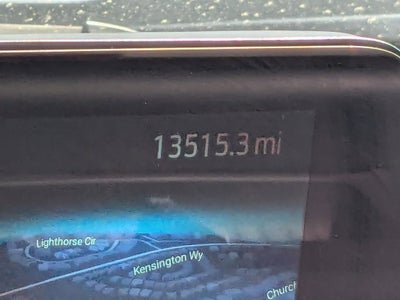 13515.3 mi
Lighthorse Cir
Kensington Wy
Church